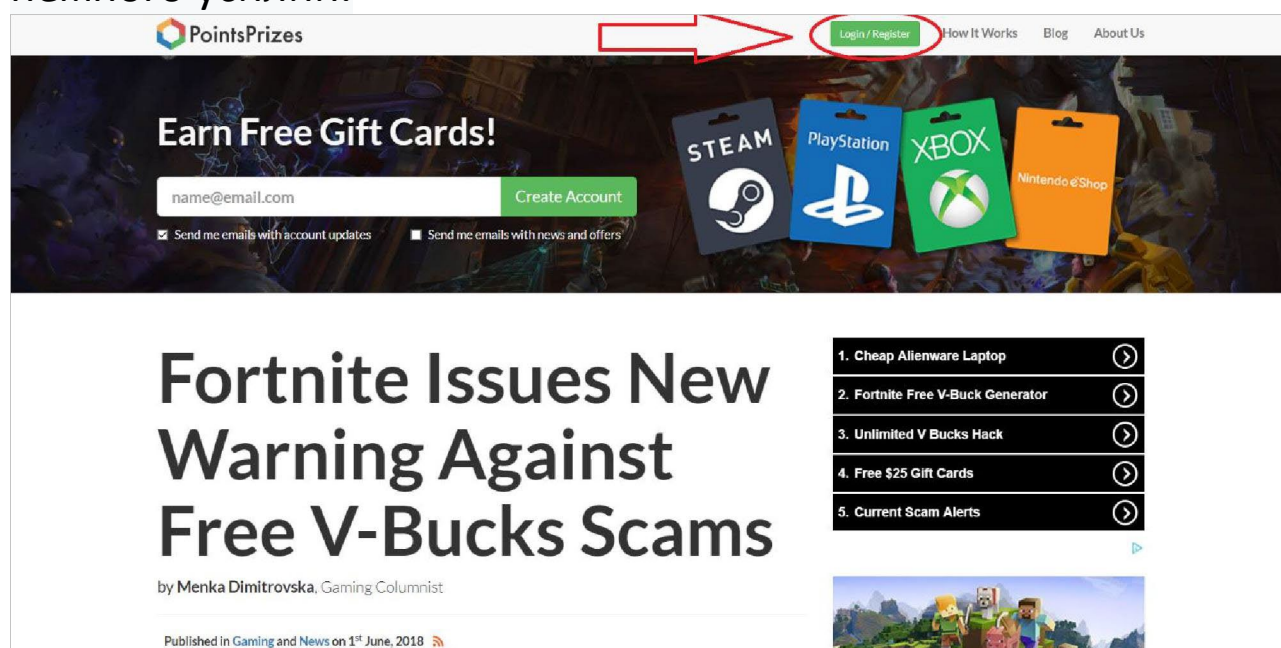 немного усилий.
PointsPrizes
Login / Register
How It Works
Blog
About Us
Earn Free Gift Cards!
name@email.com
Create Account
Send me emails with account updates
Send me emails with news and offers
STEAM
PlayStation
XBOX
Nintendo eShop
Fortnite Issues New
Warning Against
Free V-Bucks Scams
by Menka Dimitrovska, Gaming Columnist
Published in Gaming and News on 1st June, 2018
1. Cheap Alienware Laptop
2. Fortnite Free V-Buck Generator
3. Unlimited V Bucks Hack
4. Free $25 Gift Cards
5. Current Scam Alerts